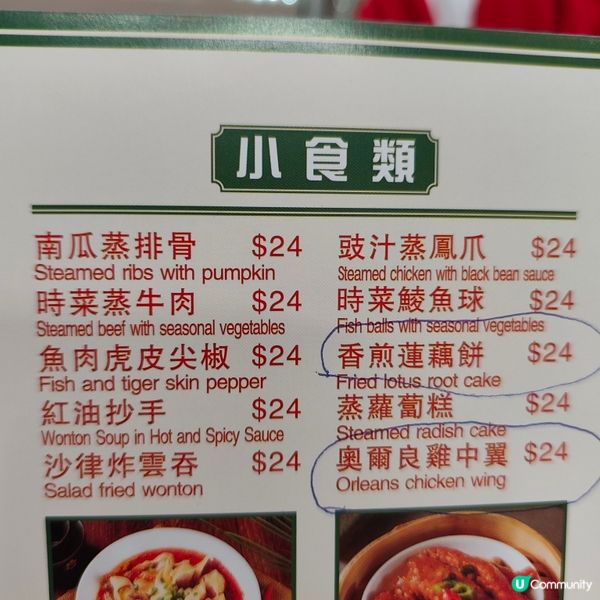 小食類
南瓜蒸排骨 $24
Steamed ribs with pumpkin
時菜蒸牛肉 $24
Steamed beef with seasonal vegetables
魚肉虎皮尖椒 $24
Fish and tiger skin pepper
紅油抄手 $24
Wonton Soup in Hot and Spicy Sauce
沙律炸雲吞 $24
Salad fried wonton
豉汁蒸鳳爪 $24
Steamed chicken with black bean sauce
時菜鯪魚球 $24
Fish balls with seasonal vegetables
香煎蓮藕餅 $24
Fried lotus root cake
蒸蘿蔔糕 $24
Steamed radish cake
奧爾良雞中翼 $24
Orleans chicken wing
U Community